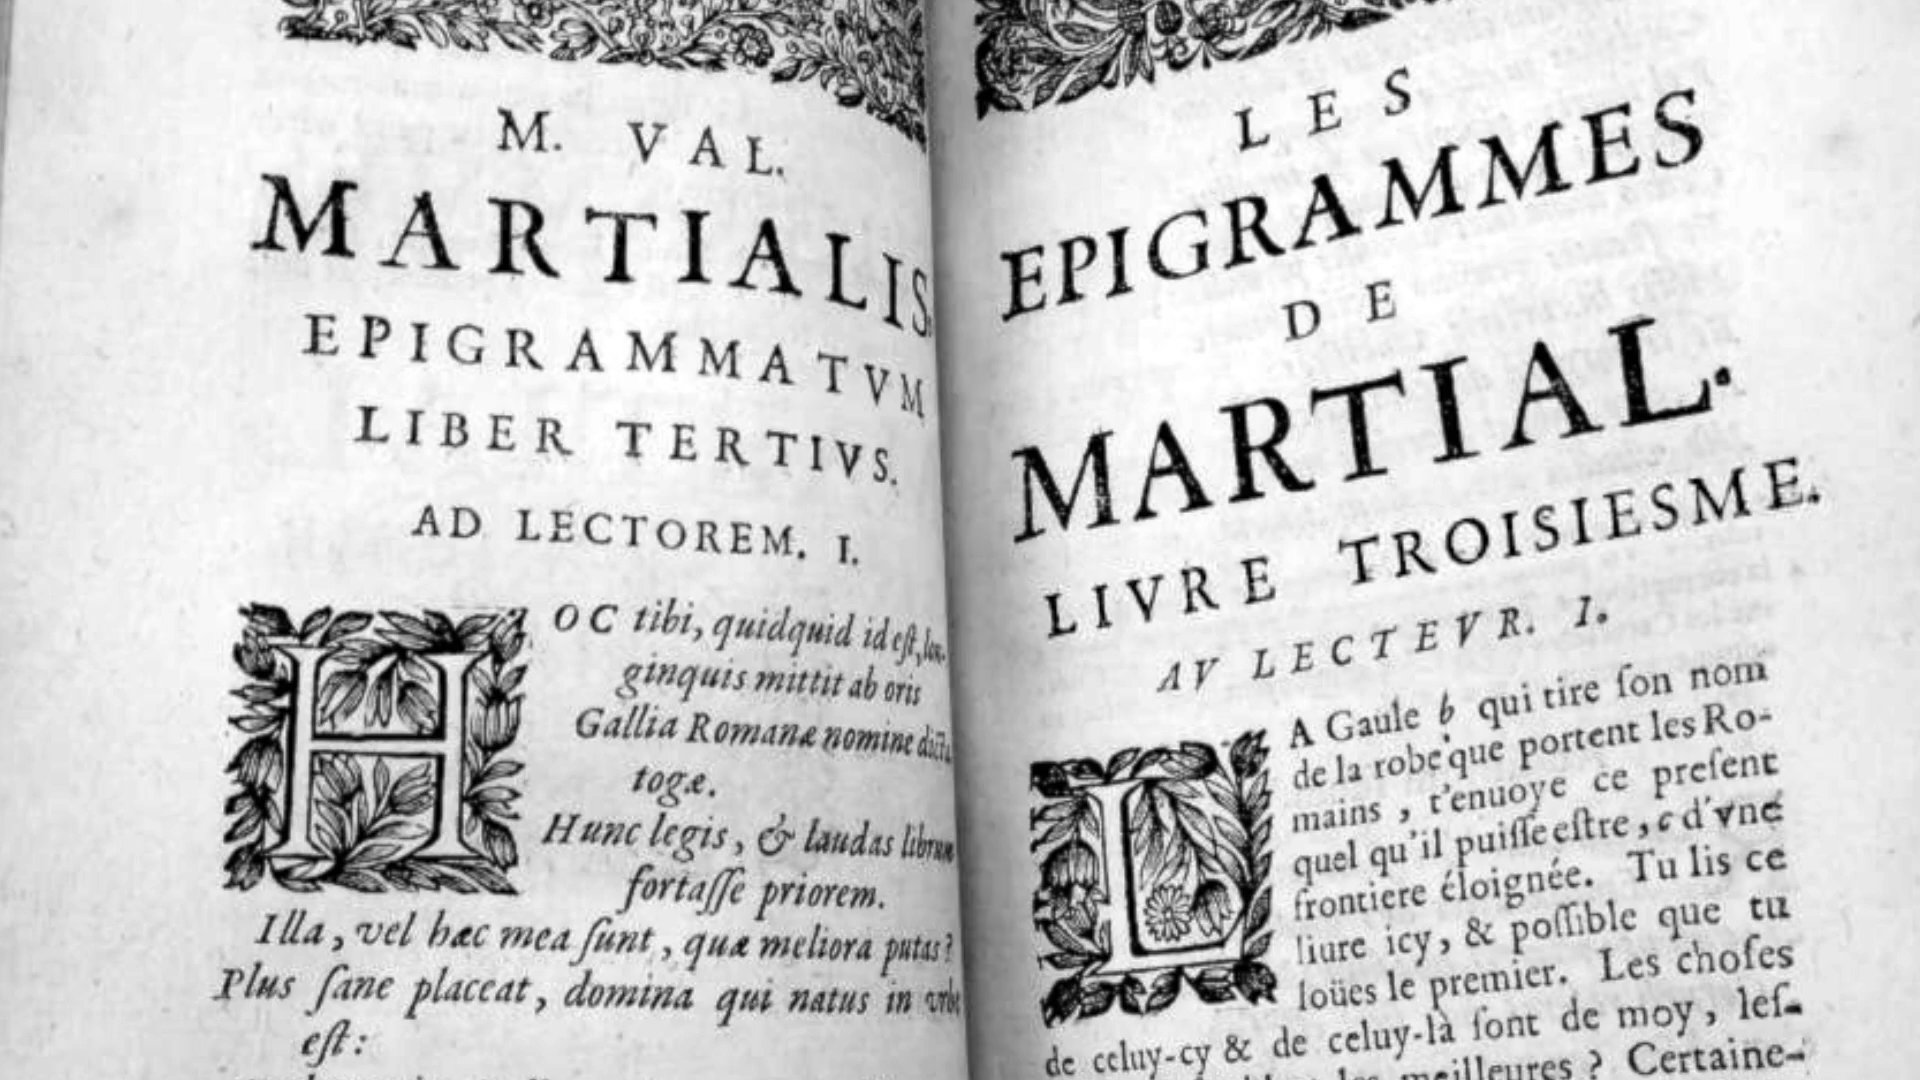 M. VAL.
MARTIALIS
EPIGRAMMATVM
LIBER TERTIVS.
AD LECTOREM. I.
HOC tibi, quidquid id eſt, lon-
ginquis mittit ab oris
Gallia Romanæ nomine dicta
togæ.
Hunc legis, & laudas librum
fortaſſe priorem.
Illa, vel hæc mea ſunt, quæ meliora putas?
Plus ſane placeat, domina qui natus in vrbe
eſt:
LES
EPIGRAMMES
DE
MARTIAL.
LIVRE TROISIESME.
AV LECTEVR. I.
LA Gaule b qui tire ſon nom
de la robe que portent les Ro-
mains, t'enuoye ce preſent
quel qu'il puiſſe eſtre, c d'vne
frontiere éloignée. Tu lis ce
liure icy, & poſſible que tu
loües le premier. Les choſes
de celuy-cy & de celuy-là ſont de moy, leſ-
meilleures? Certaine-